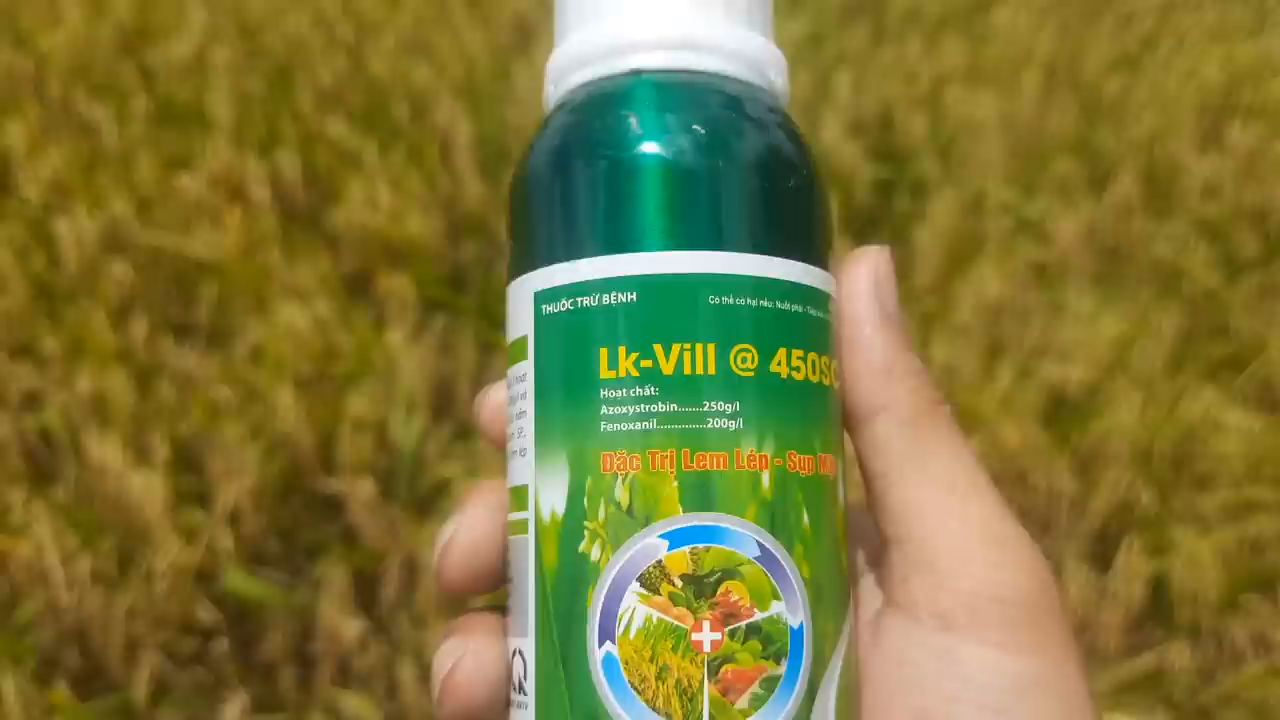 THUỐC TRỪ BỆNH
Có thể có hại nếu: Nuốt phải -
Lk-Vill @ 450SC
Hoạt chất:
Azoxystrobin.......250g/l
Fenoxanil..............200g/l
Đặc Trị Lem Lép - Sụp